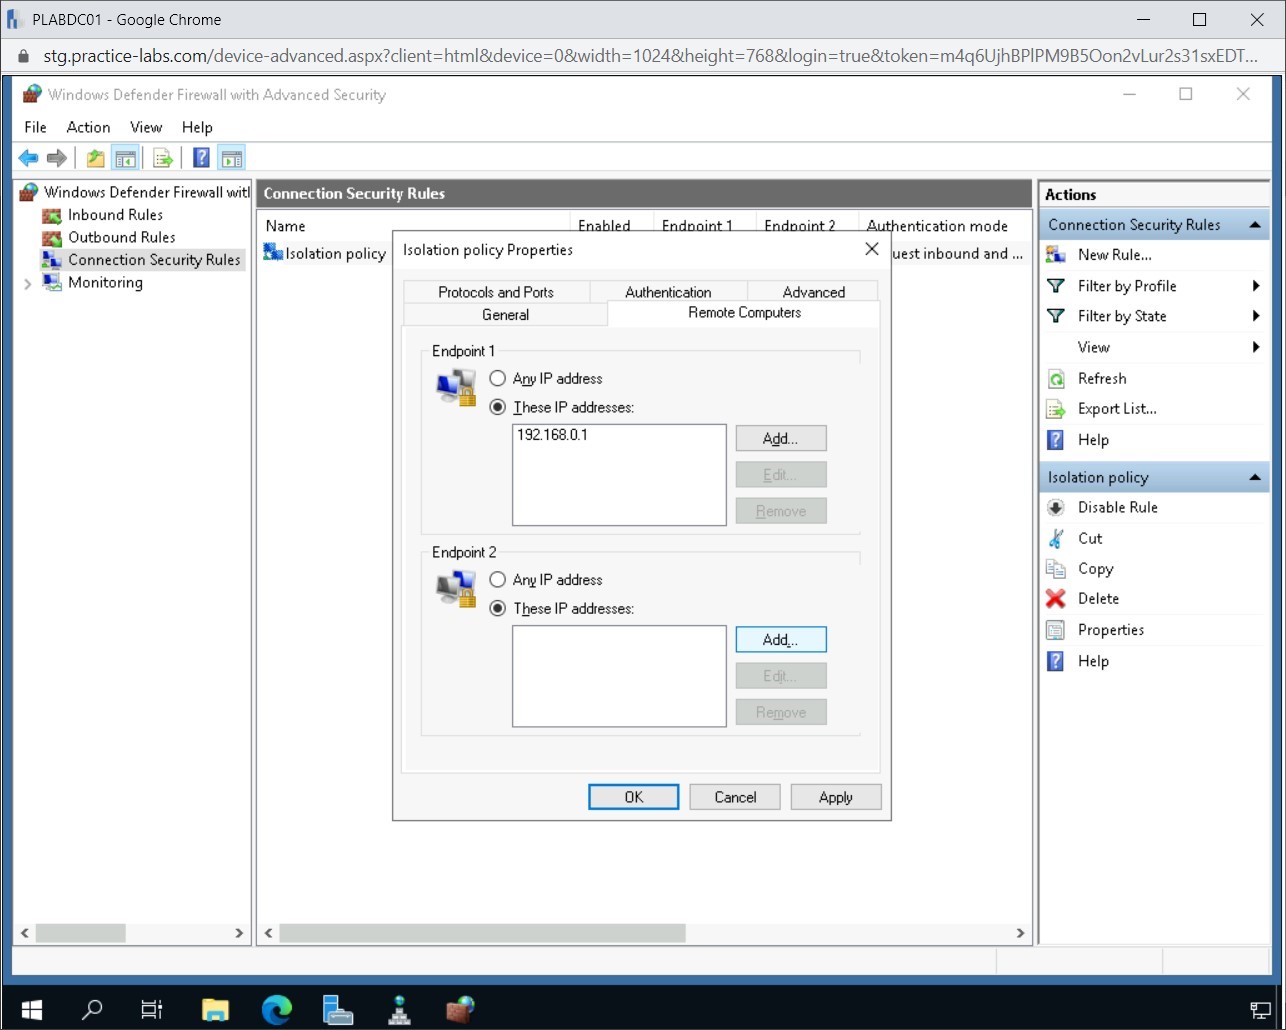 PLABDC01 - Google Chrome
stg.practice-labs.com/device-advanced.aspx?client=html&device=0&width=1024&height=768&login=true&token=m4q6UjhBPlPM9B5Oon2vLur2s31sxEDT...
Windows Defender Firewall with Advanced Security
File Action View Help
Windows Defender Firewall witl
Inbound Rules
Outbound Rules
Connection Security Rules
Monitoring
Connection Security Rules
Name Enabled Endpoint 1 Endpoint 2 Authentication mode
Isolation policy uest inbound and ...
Isolation policy Properties
Protocols and Ports Authentication Advanced
General Remote Computers
Endpoint 1
Any IP address
These IP addresses:
192.168.0.1
Add...
Edit...
Remove
Endpoint 2
Any IP address
These IP addresses:
Add...
Edit...
Remove
OK Cancel Apply
Actions
Connection Security Rules
New Rule...
Filter by Profile
Filter by State
View
Refresh
Export List...
Help
Isolation policy
Disable Rule
Cut
Copy
Delete
Properties
Help